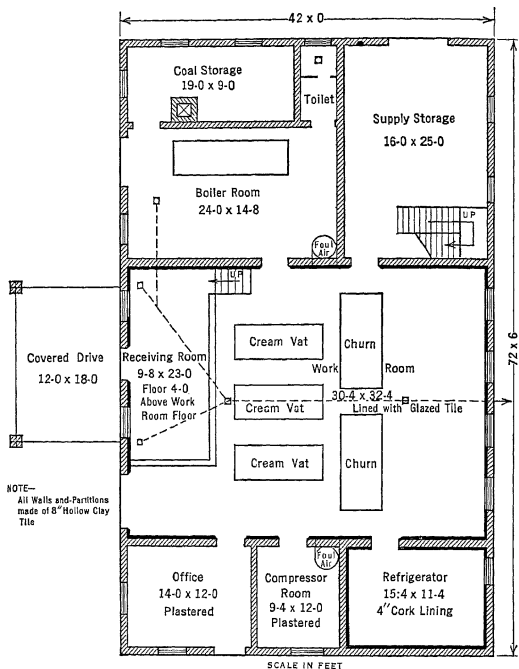 42 x 0
Coal Storage
19-0 x 9-0
Toilet
Supply Storage
16-0 x 25-0
Boiler Room
24-0 x 14-8
UP
Foul
Air
UP
72 x 6
Covered Drive
12-0 x 18-0
Receiving Room
9-8 x 23-0
Floor 4-0
Above Work
Room Floor
Cream Vat
Churn
Work Room
30-4 x 32-4
Lined with Glazed Tile
Cream Vat
Cream Vat
Churn
NOTE—
All Walls and Partitions
made of 8" Hollow Clay
Tile
Office
14-0 x 12-0
Plastered
Foul
Air
Compressor
Room
9-4 x 12-0
Plastered
Refrigerator
15:4 x 11-4
4" Cork Lining
SCALE IN FEET